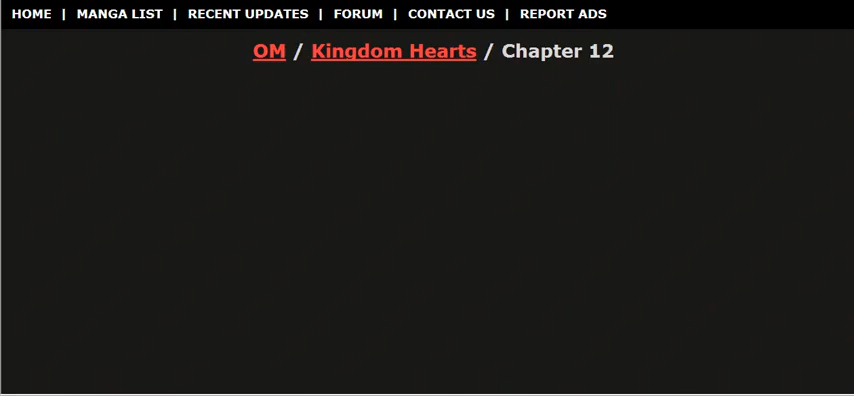 HOME | MANGA LIST | RECENT UPDATES | FORUM | CONTACT US | REPORT ADS
OM / Kingdom Hearts / Chapter 12